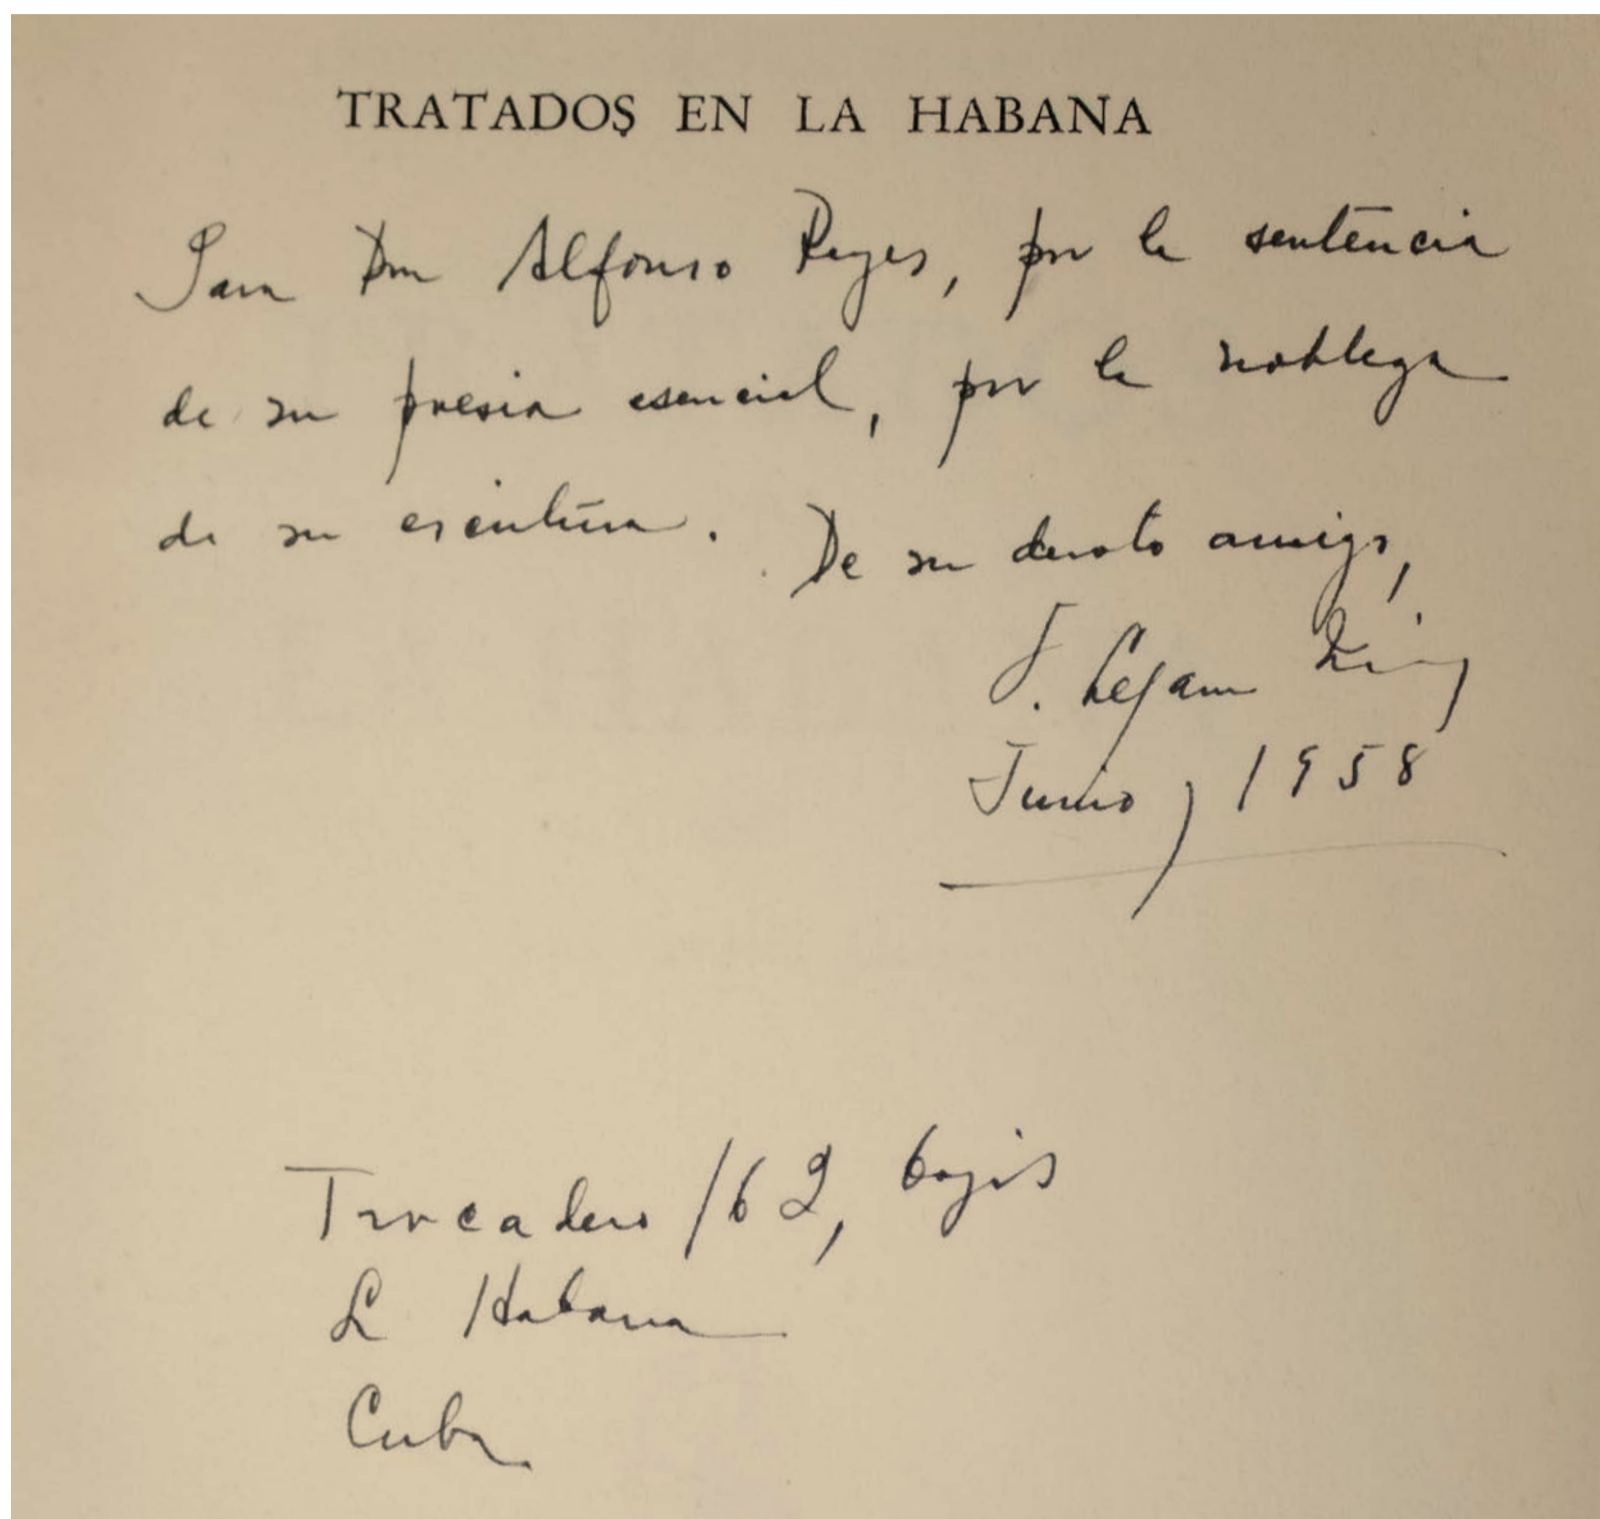 TRATADOS EN LA HABANA
Para Don Alfonso Reyes, por la sentencia
de su poesía esencial, por la nobleza
de su escritura. De su devoto amigo,
J. Lezama Lima
Junio, 1958
Trocadero 162, bajos
La Habana
Cuba